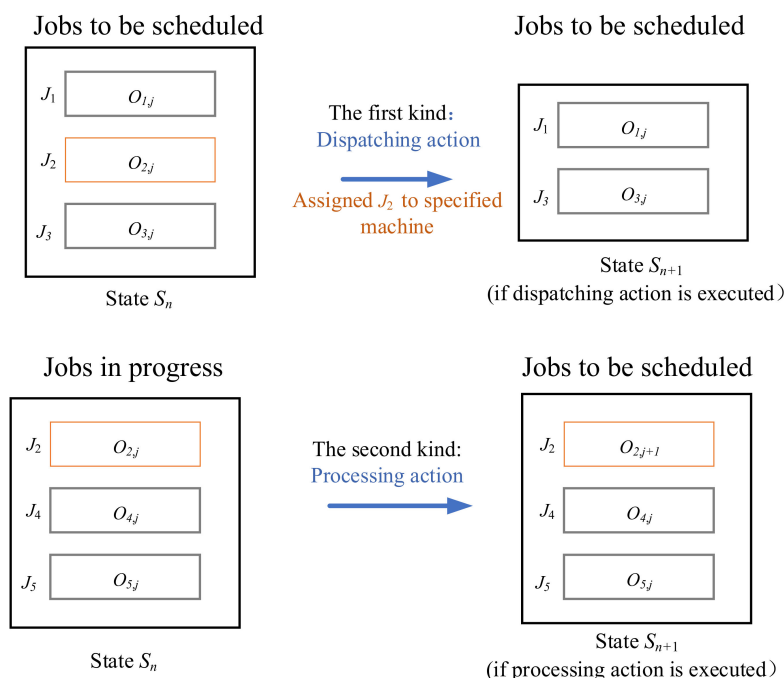 Jobs to be scheduled
J1 O1,j
J2 O2,j
J3 O3,j
State Sn
The first kind：
Dispatching action
Assigned J2 to specified
machine
Jobs to be scheduled
J1 O1,j
J3 O3,j
State Sn+1
(if dispatching action is executed）
Jobs in progress
J2 O2,j
J4 O4,j
J5 O5,j
State Sn
The second kind:
Processing action
Jobs to be scheduled
J2 O2,j+1
J4 O4,j
J5 O5,j
State Sn+1
(if processing action is executed）